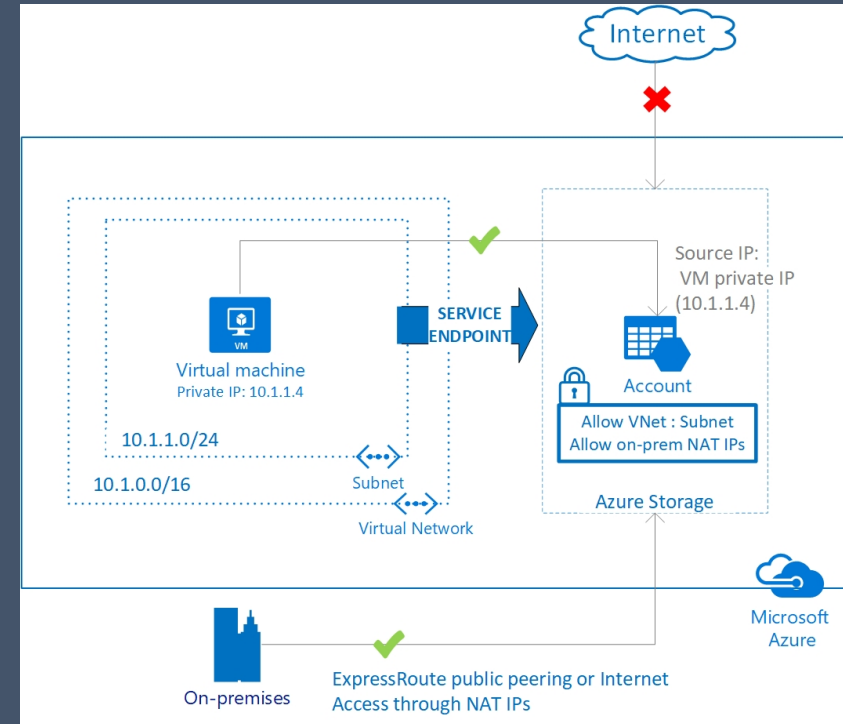 Internet
Source IP:
VM private IP
(10.1.1.4)
SERVICE
ENDPOINT
VM
Virtual machine
Private IP: 10.1.1.4
Account
Allow VNet : Subnet
Allow on-prem NAT IPs
10.1.1.0/24
10.1.0.0/16
Subnet
Azure Storage
Virtual Network
Microsoft
Azure
On-premises
ExpressRoute public peering or Internet
Access through NAT IPs